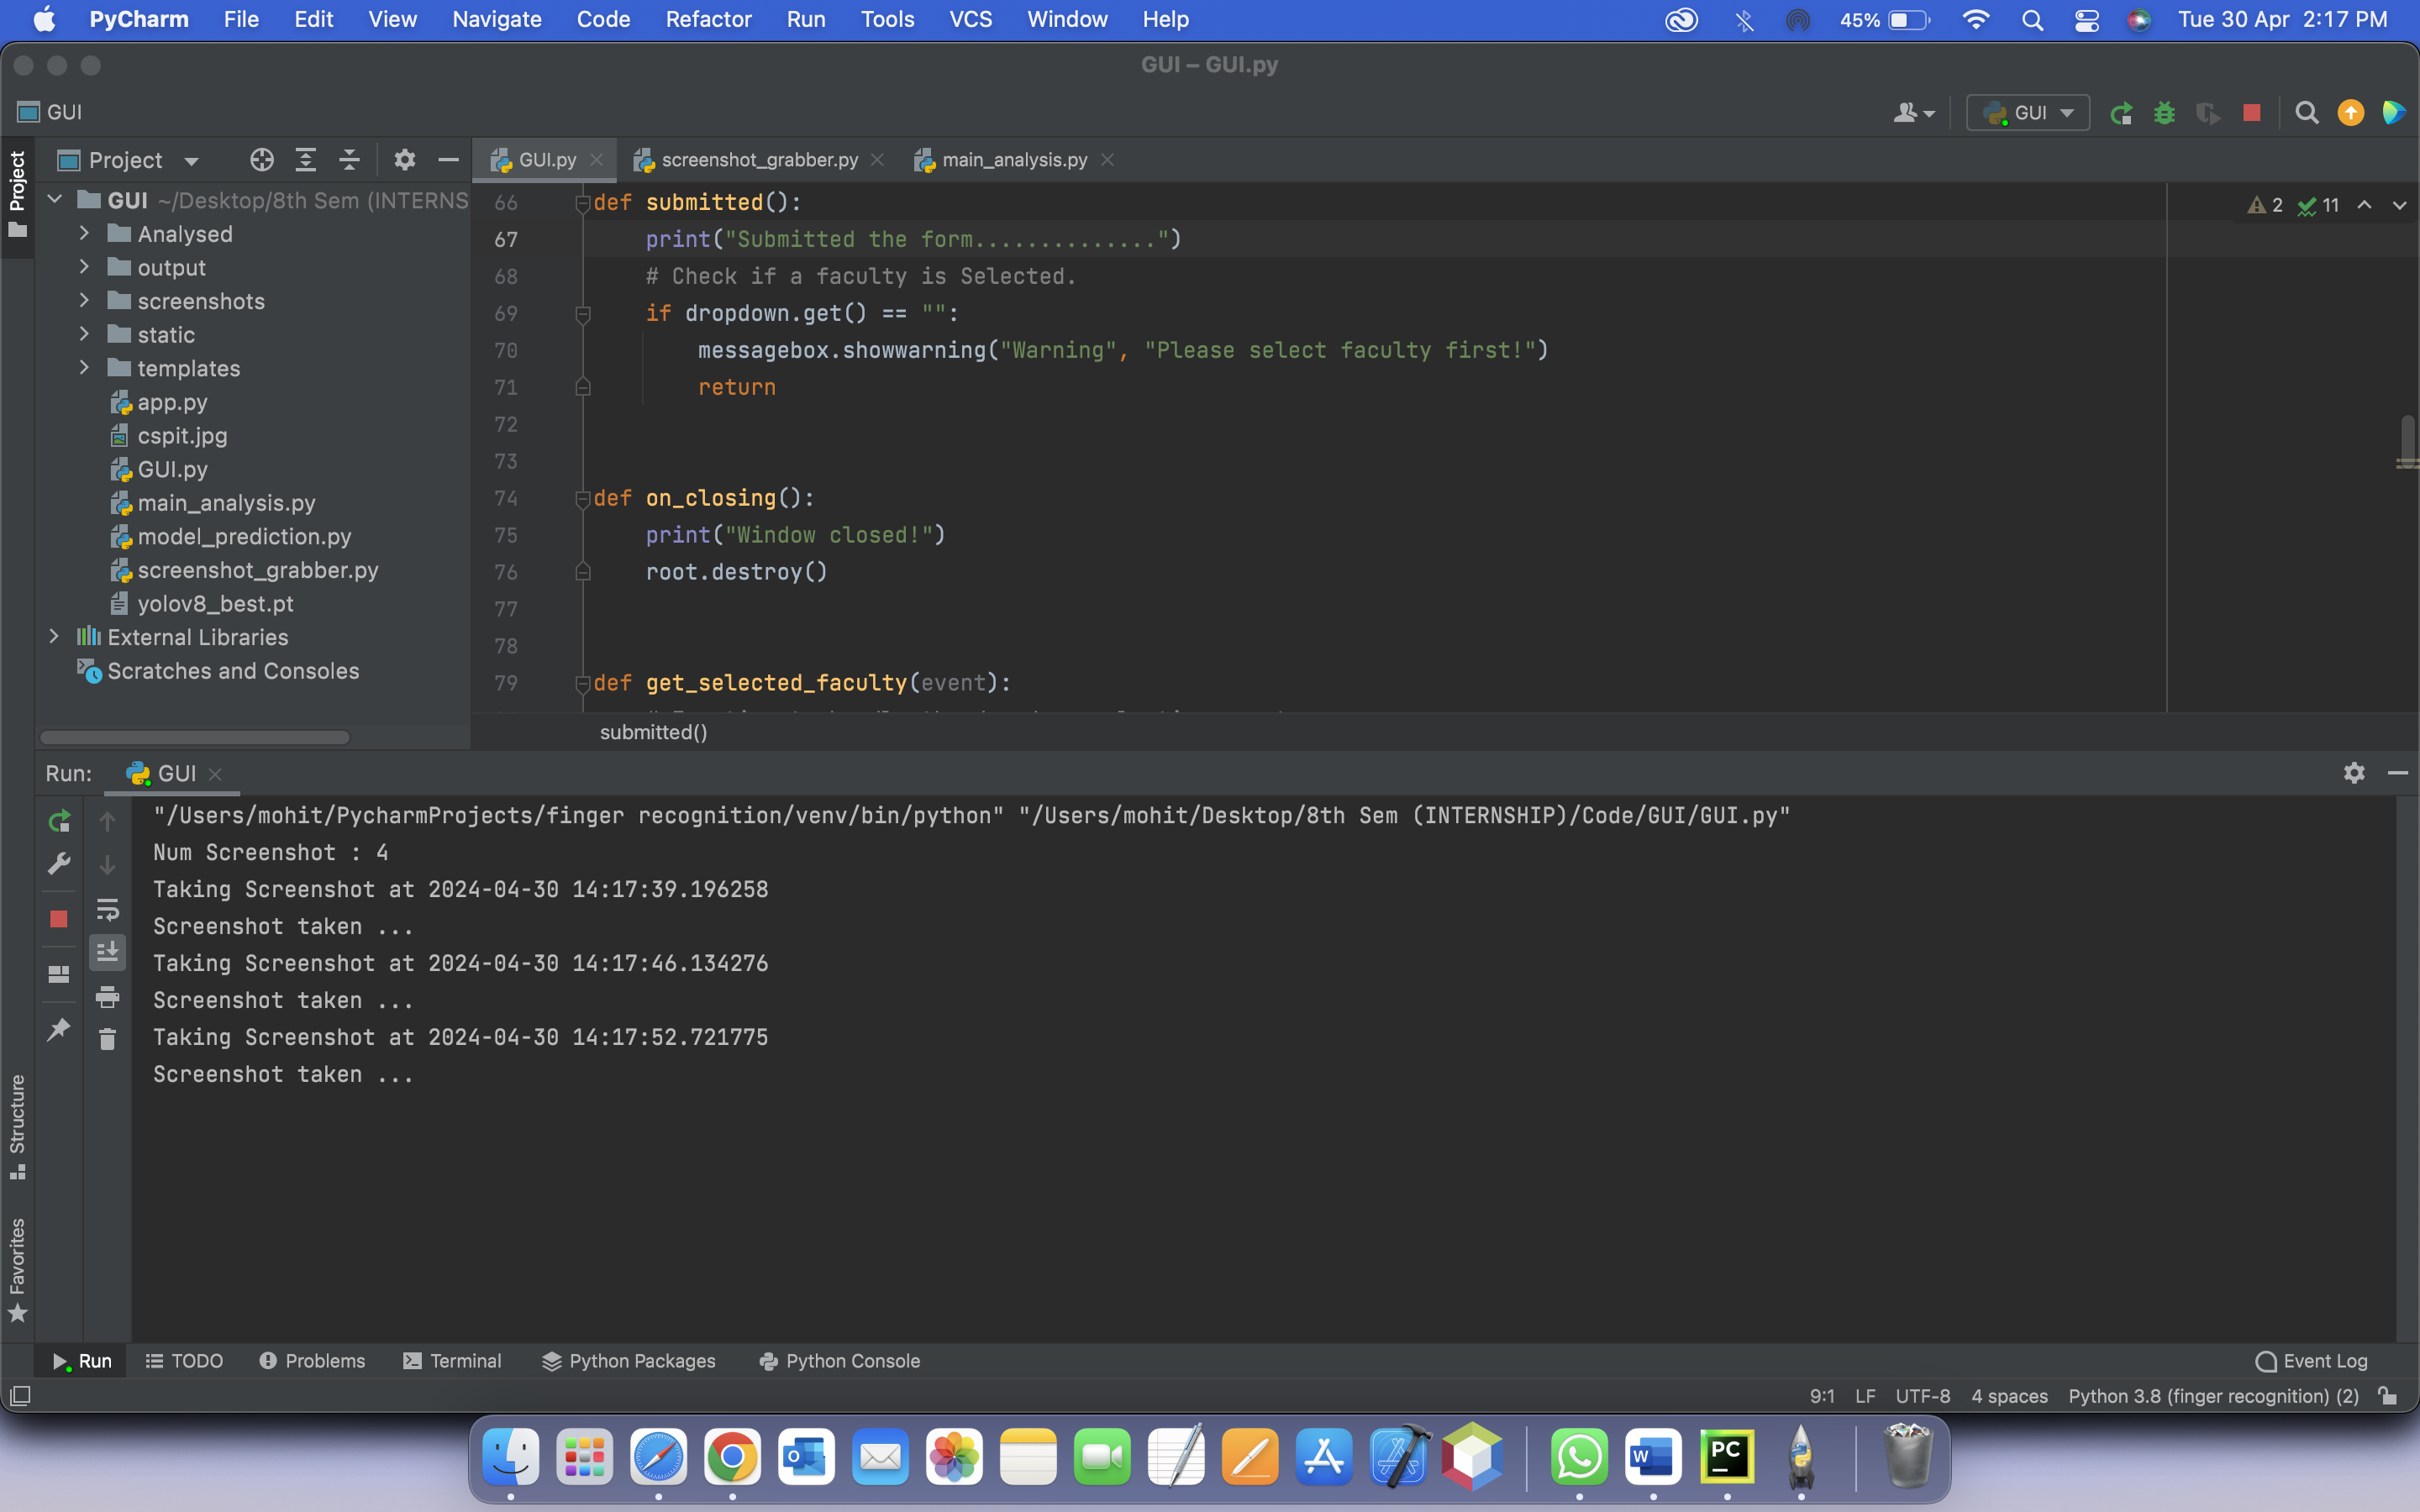 PyCharm File Edit View Navigate Code Refactor Run Tools VCS Window Help 45% Tue 30 Apr 2:17 PM
GUI – GUI.py
GUI GUI
Project Project GUI.py screenshot_grabber.py main_analysis.py
GUI ~/Desktop/8th Sem (INTERNS
Analysed
output
screenshots
static
templates
app.py
cspit.jpg
GUI.py
main_analysis.py
model_prediction.py
screenshot_grabber.py
yolov8_best.pt
External Libraries
Scratches and Consoles
2 11
66 def submitted():
67 print("Submitted the form..............")
68 # Check if a faculty is Selected.
69 if dropdown.get() == "":
70 messagebox.showwarning("Warning", "Please select faculty first!")
71 return
72
73
74 def on_closing():
75 print("Window closed!")
76 root.destroy()
77
78
79 def get_selected_faculty(event):
submitted()
Run: GUI
"/Users/mohit/PycharmProjects/finger recognition/venv/bin/python" "/Users/mohit/Desktop/8th Sem (INTERNSHIP)/Code/GUI/GUI.py"
Num Screenshot : 4
Taking Screenshot at 2024-04-30 14:17:39.196258
Screenshot taken ...
Taking Screenshot at 2024-04-30 14:17:46.134276
Screenshot taken ...
Taking Screenshot at 2024-04-30 14:17:52.721775
Screenshot taken ...
Structure
Favorites
Run TODO Problems Terminal Python Packages Python Console Event Log
9:1 LF UTF-8 4 spaces Python 3.8 (finger recognition) (2)
O W PC